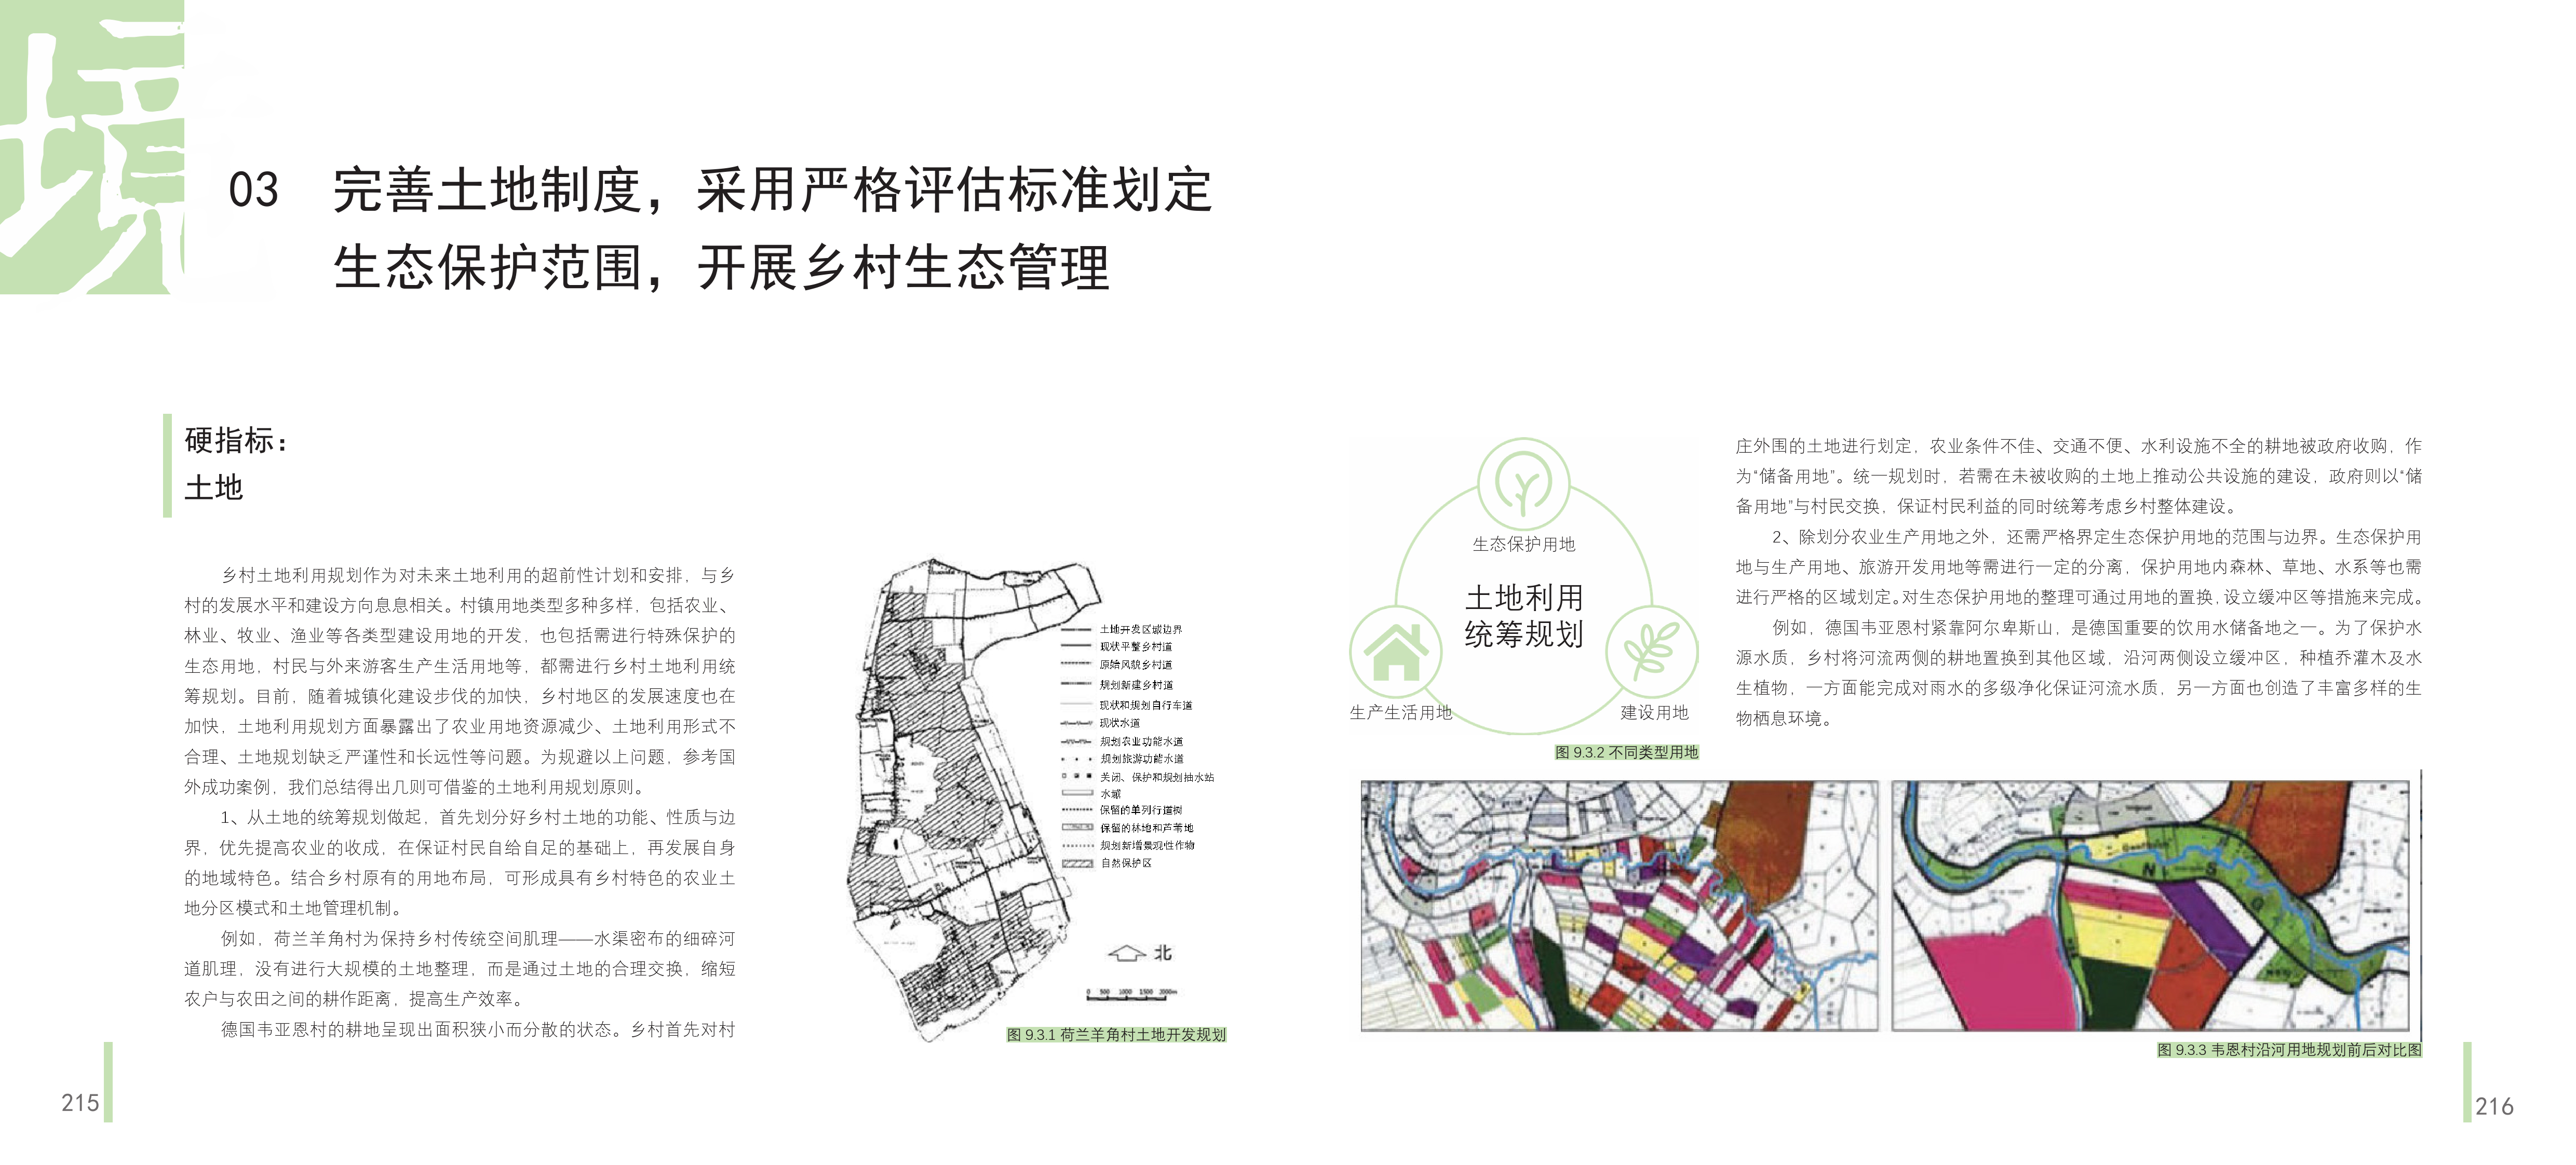 境
03 完善土地制度，采用严格评估标准划定
生态保护范围，开展乡村生态管理
硬指标：
土地
乡村土地利用规划作为对未来土地利用的超前性计划和安排，与乡
村的发展水平和建设方向息息相关。村镇用地类型多种多样，包括农业、
林业、牧业、渔业等各类型建设用地的开发，也包括需进行特殊保护的
生态用地，村民与外来游客生产生活用地等，都需进行乡村土地利用统
筹规划。目前，随着城镇化建设步伐的加快，乡村地区的发展速度也在
加快，土地利用规划方面暴露出了农业用地资源减少、土地利用形式不
合理、土地规划缺乏严谨性和长远性等问题。为规避以上问题，参考国
外成功案例，我们总结得出几则可借鉴的土地利用规划原则。
1、从土地的统筹规划做起，首先划分好乡村土地的功能、性质与边
界，优先提高农业的收成，在保证村民自给自足的基础上，再发展自身
的地域特色。结合乡村原有的用地布局，可形成具有乡村特色的农业土
地分区模式和土地管理机制。
例如，荷兰羊角村为保持乡村传统空间肌理——水渠密布的细碎河
道肌理，没有进行大规模的土地整理，而是通过土地的合理交换，缩短
农户与农田之间的耕作距离，提高生产效率。
德国韦亚恩村的耕地呈现出面积狭小而分散的状态。乡村首先对村
土地开发区域边界
现状平整乡村道
原始风貌乡村道
规划新建乡村道
现状和规划自行车道
现状水道
规划农业功能水道
规划旅游功能水道
关闭、保护和规划抽水站
水域
保留的单列行道树
保留的林地和芦苇地
规划新增景观性作物
自然保护区
北
0 500 1000 1500 2000m
图 9.3.1 荷兰羊角村土地开发规划
215
生态保护用地
土地利用
统筹规划
生产生活用地
建设用地
图 9.3.2 不同类型用地
庄外围的土地进行划定，农业条件不佳、交通不便、水利设施不全的耕地被政府收购，作
为“储备用地”。统一规划时，若需在未被收购的土地上推动公共设施的建设，政府则以“储
备用地”与村民交换，保证村民利益的同时统筹考虑乡村整体建设。
2、除划分农业生产用地之外，还需严格界定生态保护用地的范围与边界。生态保护用
地与生产用地、旅游开发用地等需进行一定的分离，保护用地内森林、草地、水系等也需
进行严格的区域划定。对生态保护用地的整理可通过用地的置换，设立缓冲区等措施来完成。
例如，德国韦亚恩村紧靠阿尔卑斯山，是德国重要的饮用水储备地之一。为了保护水
源水质，乡村将河流两侧的耕地置换到其他区域，沿河两侧设立缓冲区，种植乔灌木及水
生植物，一方面能完成对雨水的多级净化保证河流水质，另一方面也创造了丰富多样的生
物栖息环境。
图 9.3.3 韦恩村沿河用地规划前后对比图
216